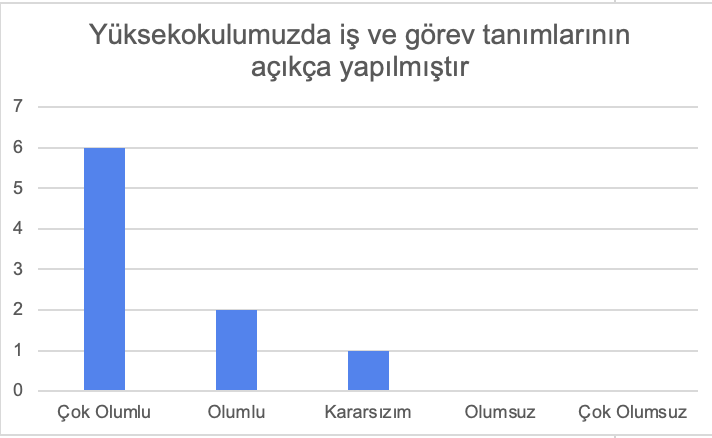 Yüksekokulumuzda iş ve görev tanımlarının
açıkça yapılmıştır
7
6
5
4
3
2
1
0
Çok Olumlu
Olumlu
Kararsızım
Olumsuz
Çok Olumsuz